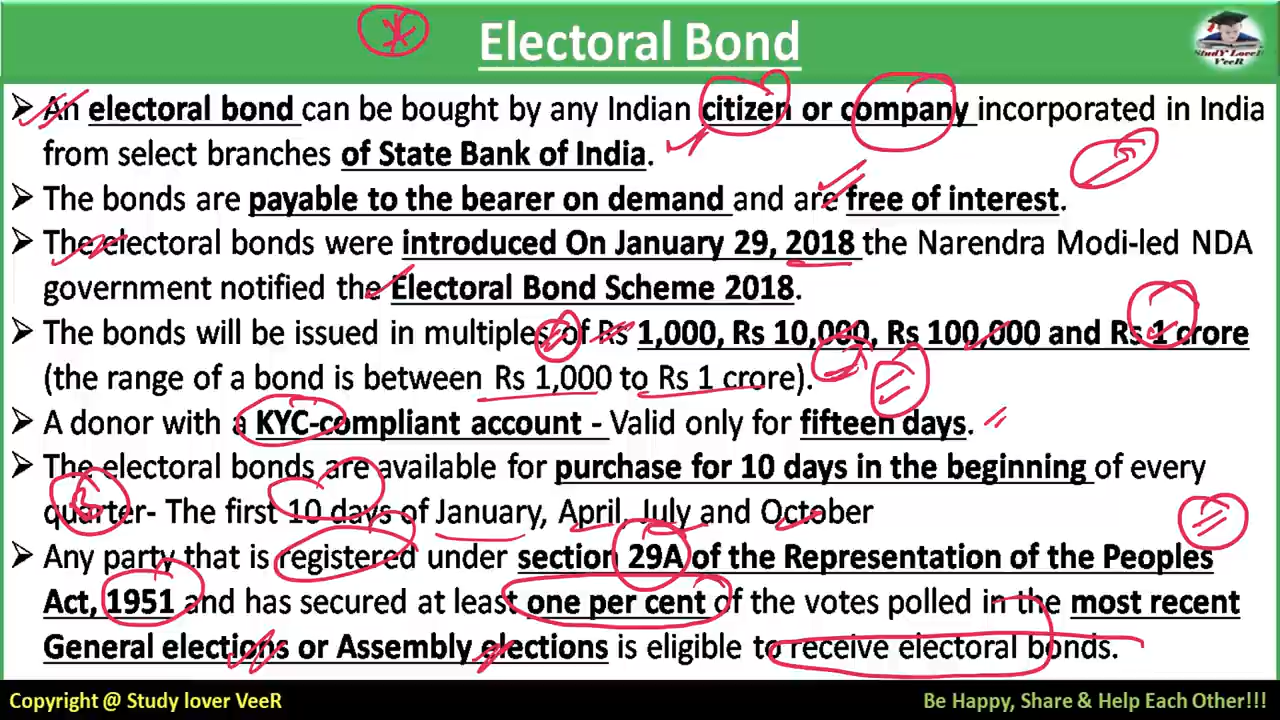 Electoral Bond
StudY LoveR
VeeR
➢ An electoral bond can be bought by any Indian citizen or company incorporated in India
from select branches of State Bank of India.
➢ The bonds are payable to the bearer on demand and are free of interest.
➢ The electoral bonds were introduced On January 29, 2018 the Narendra Modi-led NDA
government notified the Electoral Bond Scheme 2018.
➢ The bonds will be issued in multiples of Rs 1,000, Rs 10,000, Rs 100,000 and Rs 1 crore
(the range of a bond is between Rs 1,000 to Rs 1 crore).
➢ A donor with a KYC-compliant account - Valid only for fifteen days.
➢ The electoral bonds are available for purchase for 10 days in the beginning of every
quarter- The first 10 days of January, April, July and October
➢ Any party that is registered under section 29A of the Representation of the Peoples
Act, 1951 and has secured at least one per cent of the votes polled in the most recent
General elections or Assembly elections is eligible to receive electoral bonds.
Copyright @ Study lover VeeR
Be Happy, Share & Help Each Other!!!